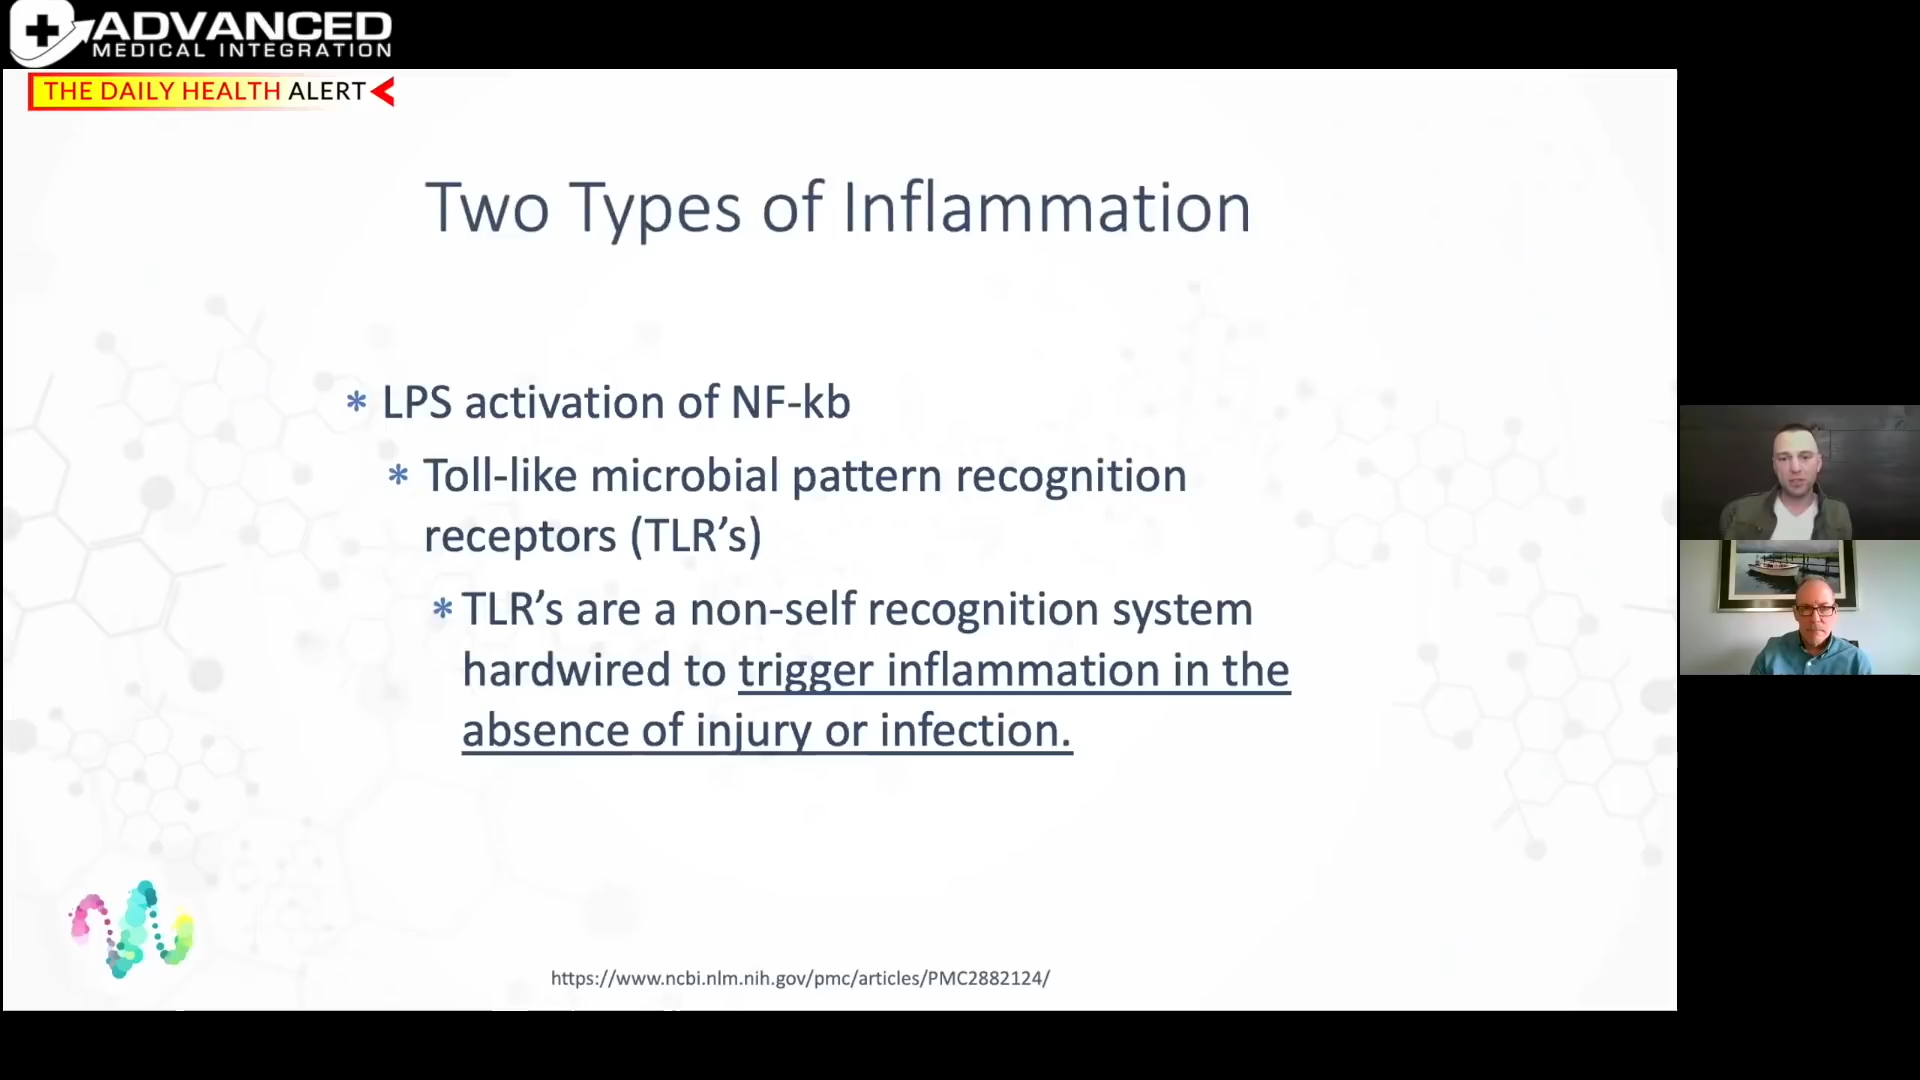 ADVANCED
MEDICAL INTEGRATION
THE DAILY HEALTH ALERT
Two Types of Inflammation
* LPS activation of NF-kb
* Toll-like microbial pattern recognition
receptors (TLR’s)
* TLR’s are a non-self recognition system
hardwired to trigger inflammation in the
absence of injury or infection.
https://www.ncbi.nlm.nih.gov/pmc/articles/PMC2882124/